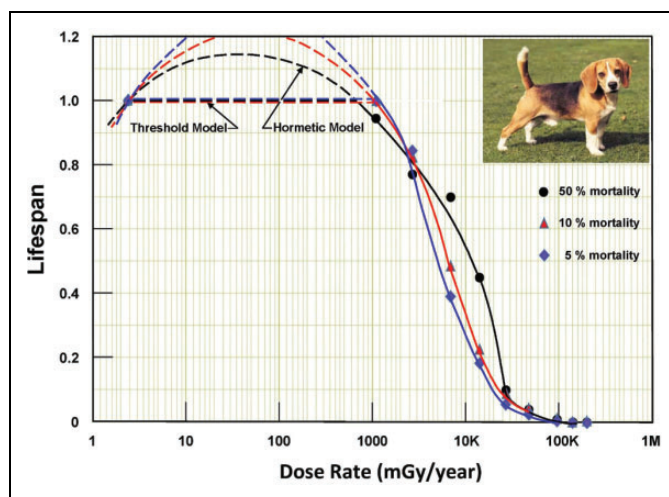 1.2
1.0
0.8
0.6
0.4
0.2
0
Lifespan
Threshold Model
Hormetic Model
50 % mortality
10 % mortality
5 % mortality
1 10 100 1000 10K 100K 1M
Dose Rate (mGy/year)